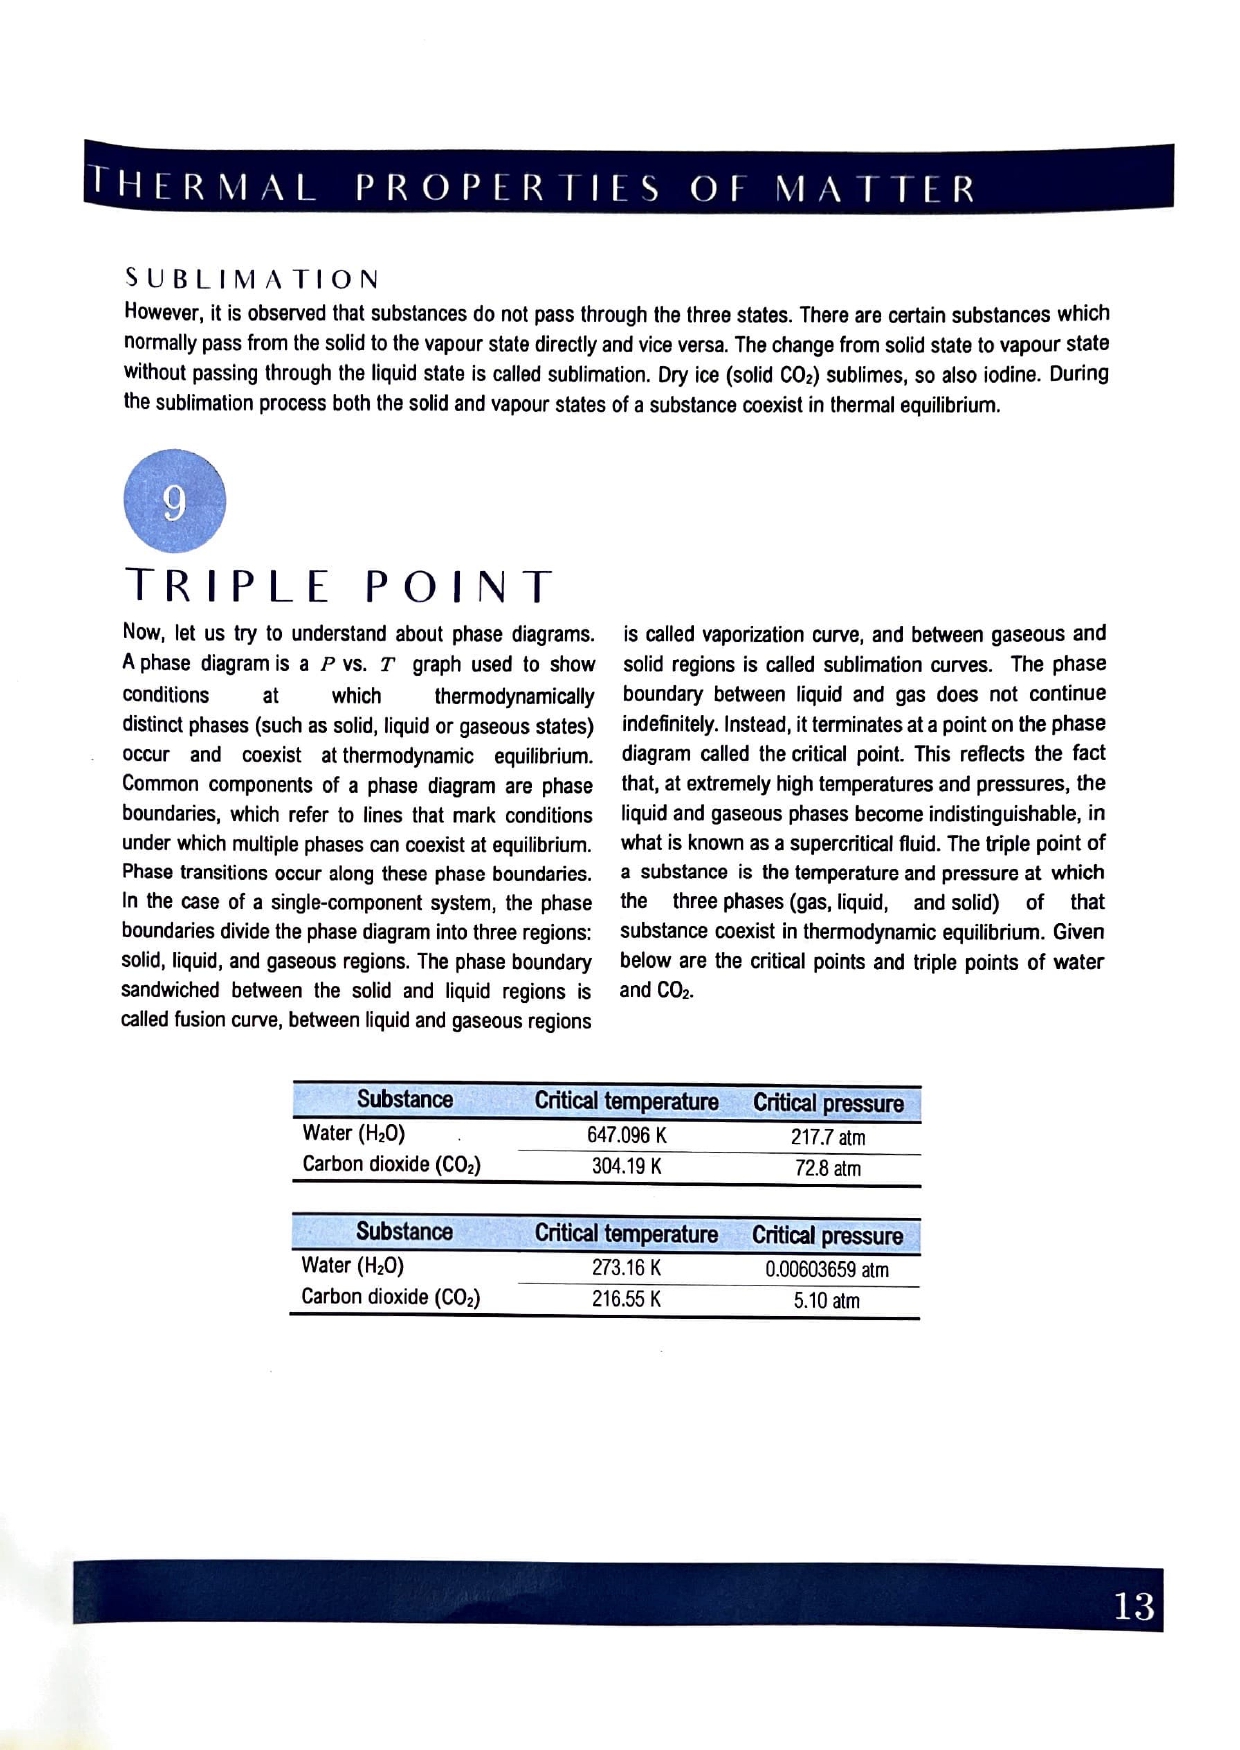 THERMAL PROPERTIES OF MATTER
SUBLIMATION
However, it is observed that substances do not pass through the three states. There are certain substances which
normally pass from the solid to the vapour state directly and vice versa. The change from solid state to vapour state
without passing through the liquid state is called sublimation. Dry ice (solid CO₂) sublimes, so also iodine. During
the sublimation process both the solid and vapour states of a substance coexist in thermal equilibrium.
9
TRIPLE POINT
Now, let us try to understand about phase diagrams.
A phase diagram is a P vs. T graph used to show
conditions at which thermodynamically
distinct phases (such as solid, liquid or gaseous states)
occur and coexist at thermodynamic equilibrium.
Common components of a phase diagram are phase
boundaries, which refer to lines that mark conditions
under which multiple phases can coexist at equilibrium.
Phase transitions occur along these phase boundaries.
In the case of a single-component system, the phase
boundaries divide the phase diagram into three regions:
solid, liquid, and gaseous regions. The phase boundary
sandwiched between the solid and liquid regions is
called fusion curve, between liquid and gaseous regions
is called vaporization curve, and between gaseous and
solid regions is called sublimation curves. The phase
boundary between liquid and gas does not continue
indefinitely. Instead, it terminates at a point on the phase
diagram called the critical point. This reflects the fact
that, at extremely high temperatures and pressures, the
liquid and gaseous phases become indistinguishable, in
what is known as a supercritical fluid. The triple point of
a substance is the temperature and pressure at which
the three phases (gas, liquid, and solid) of that
substance coexist in thermodynamic equilibrium. Given
below are the critical points and triple points of water
and CO₂.
Substance Critical temperature Critical pressure
Water (H₂O) 647.096 K 217.7 atm
Carbon dioxide (CO₂) 304.19 K 72.8 atm
Substance Critical temperature Critical pressure
Water (H₂O) 273.16 K 0.00603659 atm
Carbon dioxide (CO₂) 216.55 K 5.10 atm
13